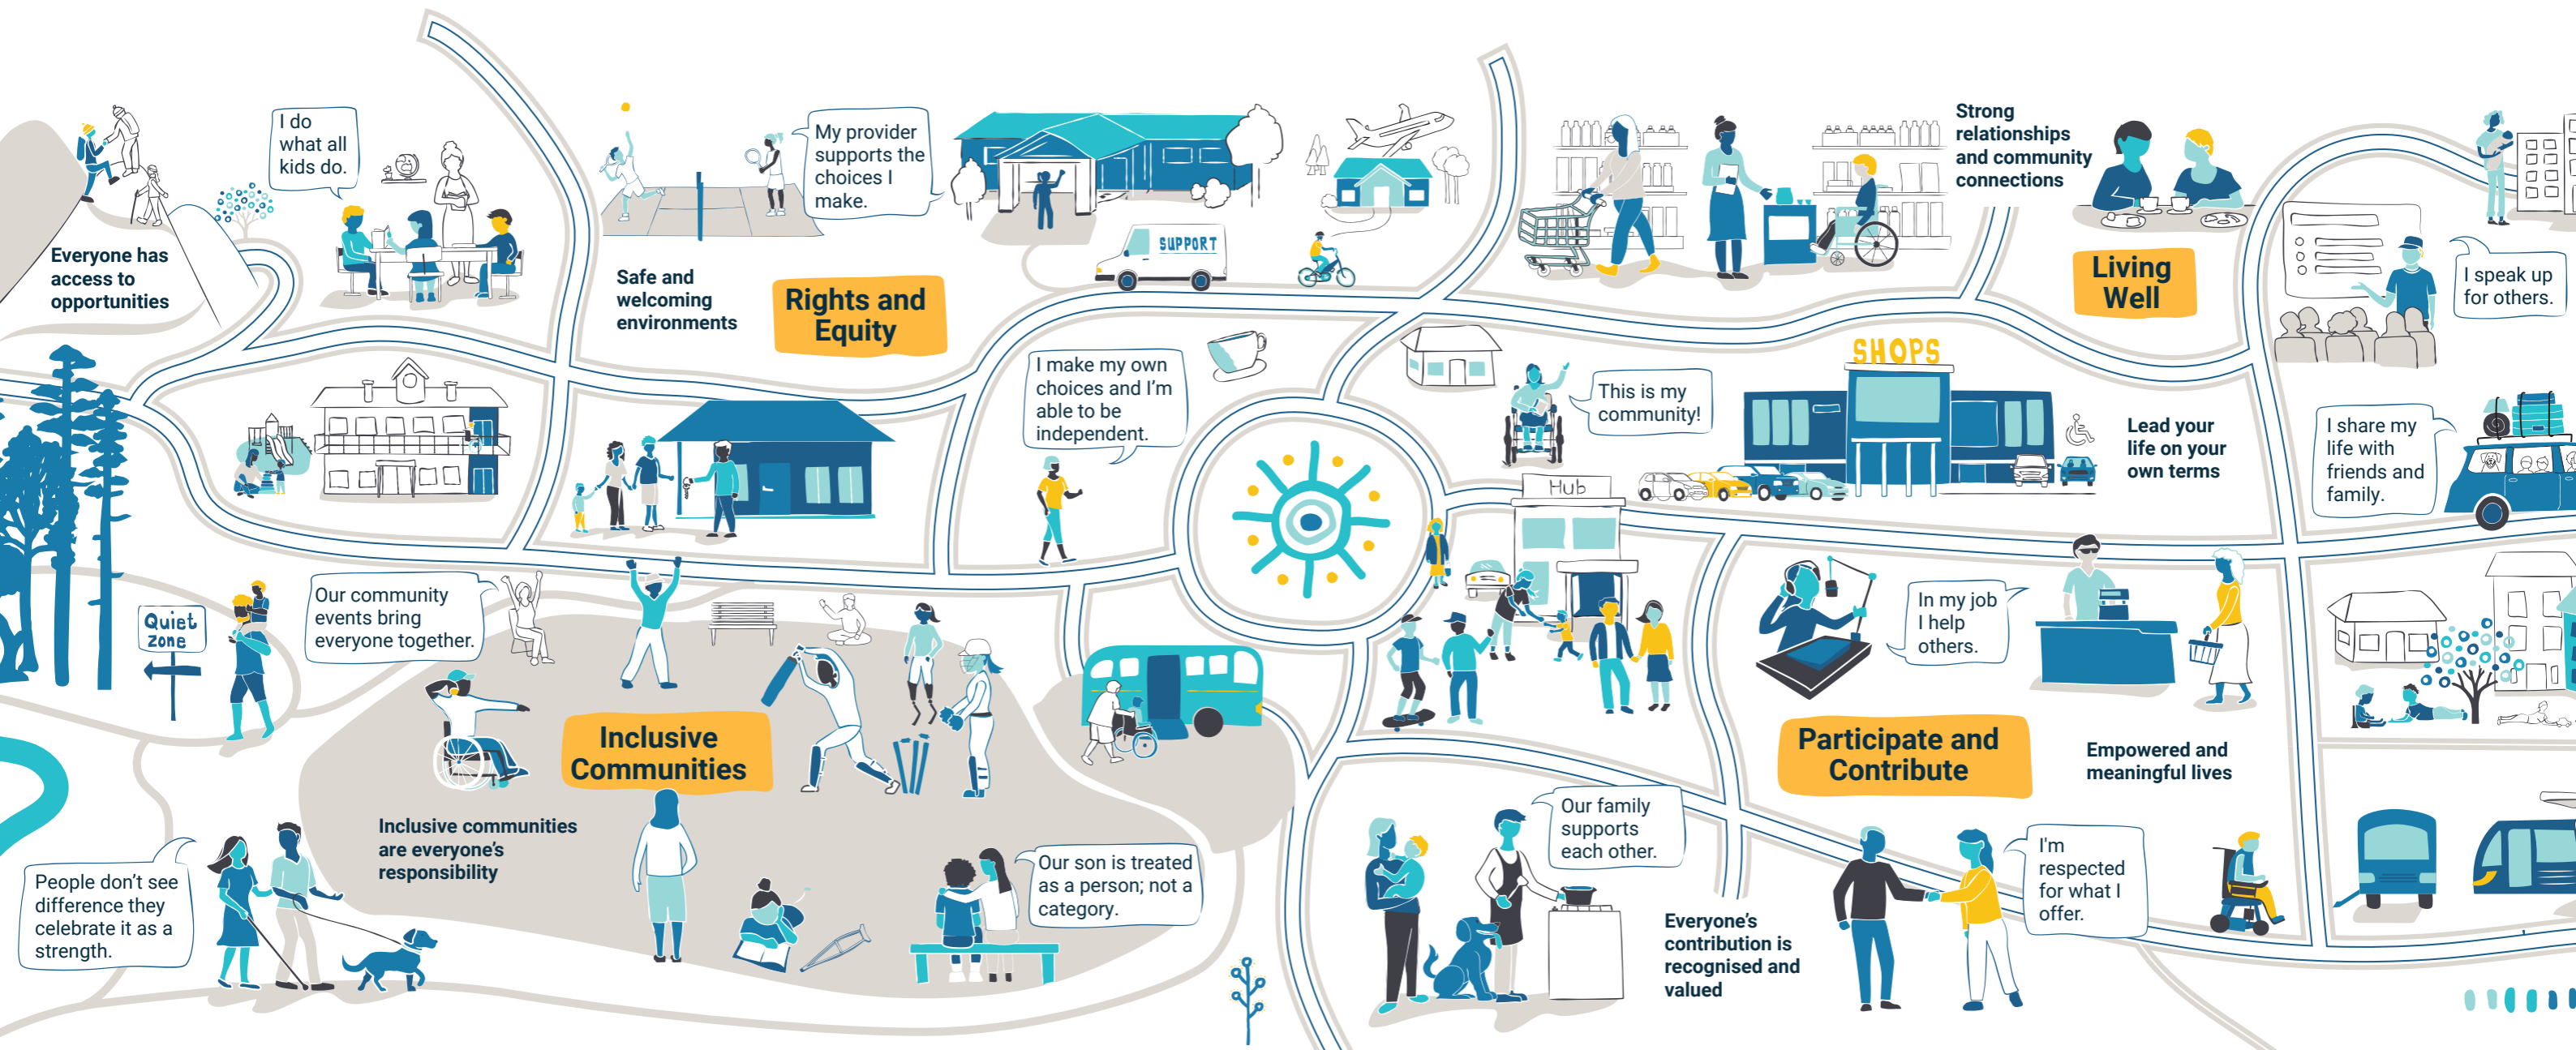 Everyone has
access to
opportunities
I do
what all
kids do.
My provider
supports the
choices I
make.
Safe and
welcoming
environments
Rights and
Equity
SUPPORT
Strong
relationships
and community
connections
Living
Well
I speak up
for others.
I make my own
choices and I’m
able to be
independent.
This is my
community!
SHOPS
Lead your
life on your
own terms
I share my
life with
friends and
family.
Hub
Quiet
zone
Our community
events bring
everyone together.
Inclusive
Communities
In my job
I help
others.
Participate and
Contribute
Empowered and
meaningful lives
Inclusive communities
are everyone’s
responsibility
People don’t see
difference they
celebrate it as a
strength.
Our son is treated
as a person; not a
category.
Our family
supports
each other.
Everyone’s
contribution is
recognised and
valued
I'm
respected
for what I
offer.